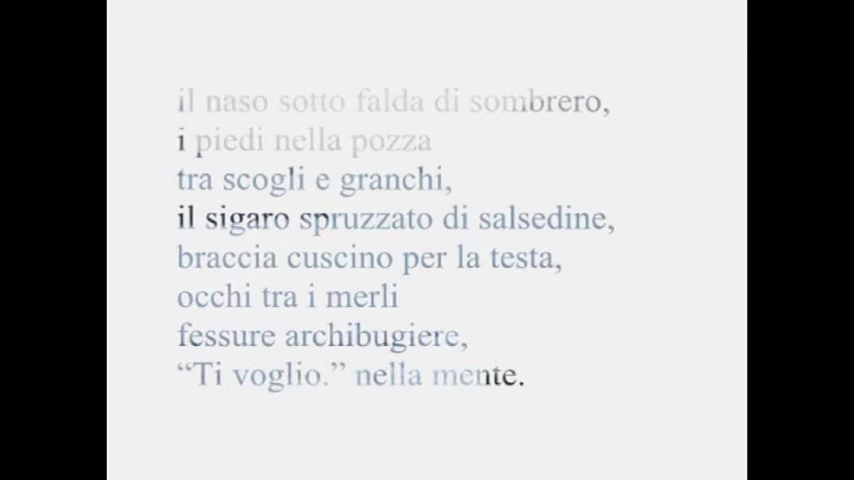 il naso sotto falda di sombrero,
i piedi nella pozza
tra scogli e granchi,
il sigaro spruzzato di salsedine,
braccia cuscino per la testa,
occhi tra i merli
fessure archibugiere,
“Ti voglio.” nella mente.